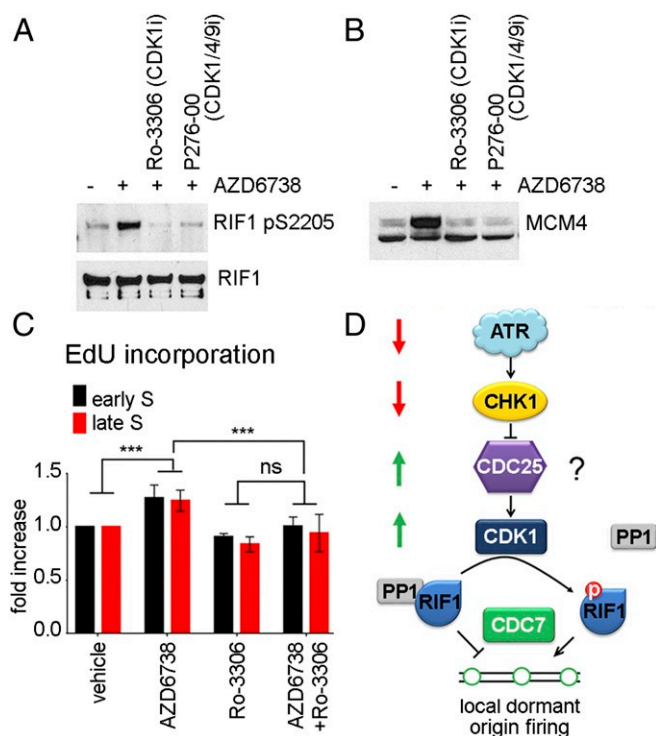 A
Ro-3306 (CDK1i)
P276-00
(CDK1/4/9i)
- + + + AZD6738
RIF1 pS2205
RIF1
B
Ro-3306 (CDK1i)
P276-00
(CDK1/4/9i)
- + + + AZD6738
MCM4
C
EdU incorporation
early S
late S
***
***
ns
fold increase
1.5
1.0
0.5
0.0
vehicle
AZD6738
Ro-3306
AZD6738
+Ro-3306
D
ATR
CHK1
CDC25 ?
CDK1
PP1
PP1
RIF1
p
RIF1
CDC7
local dormant
origin firing